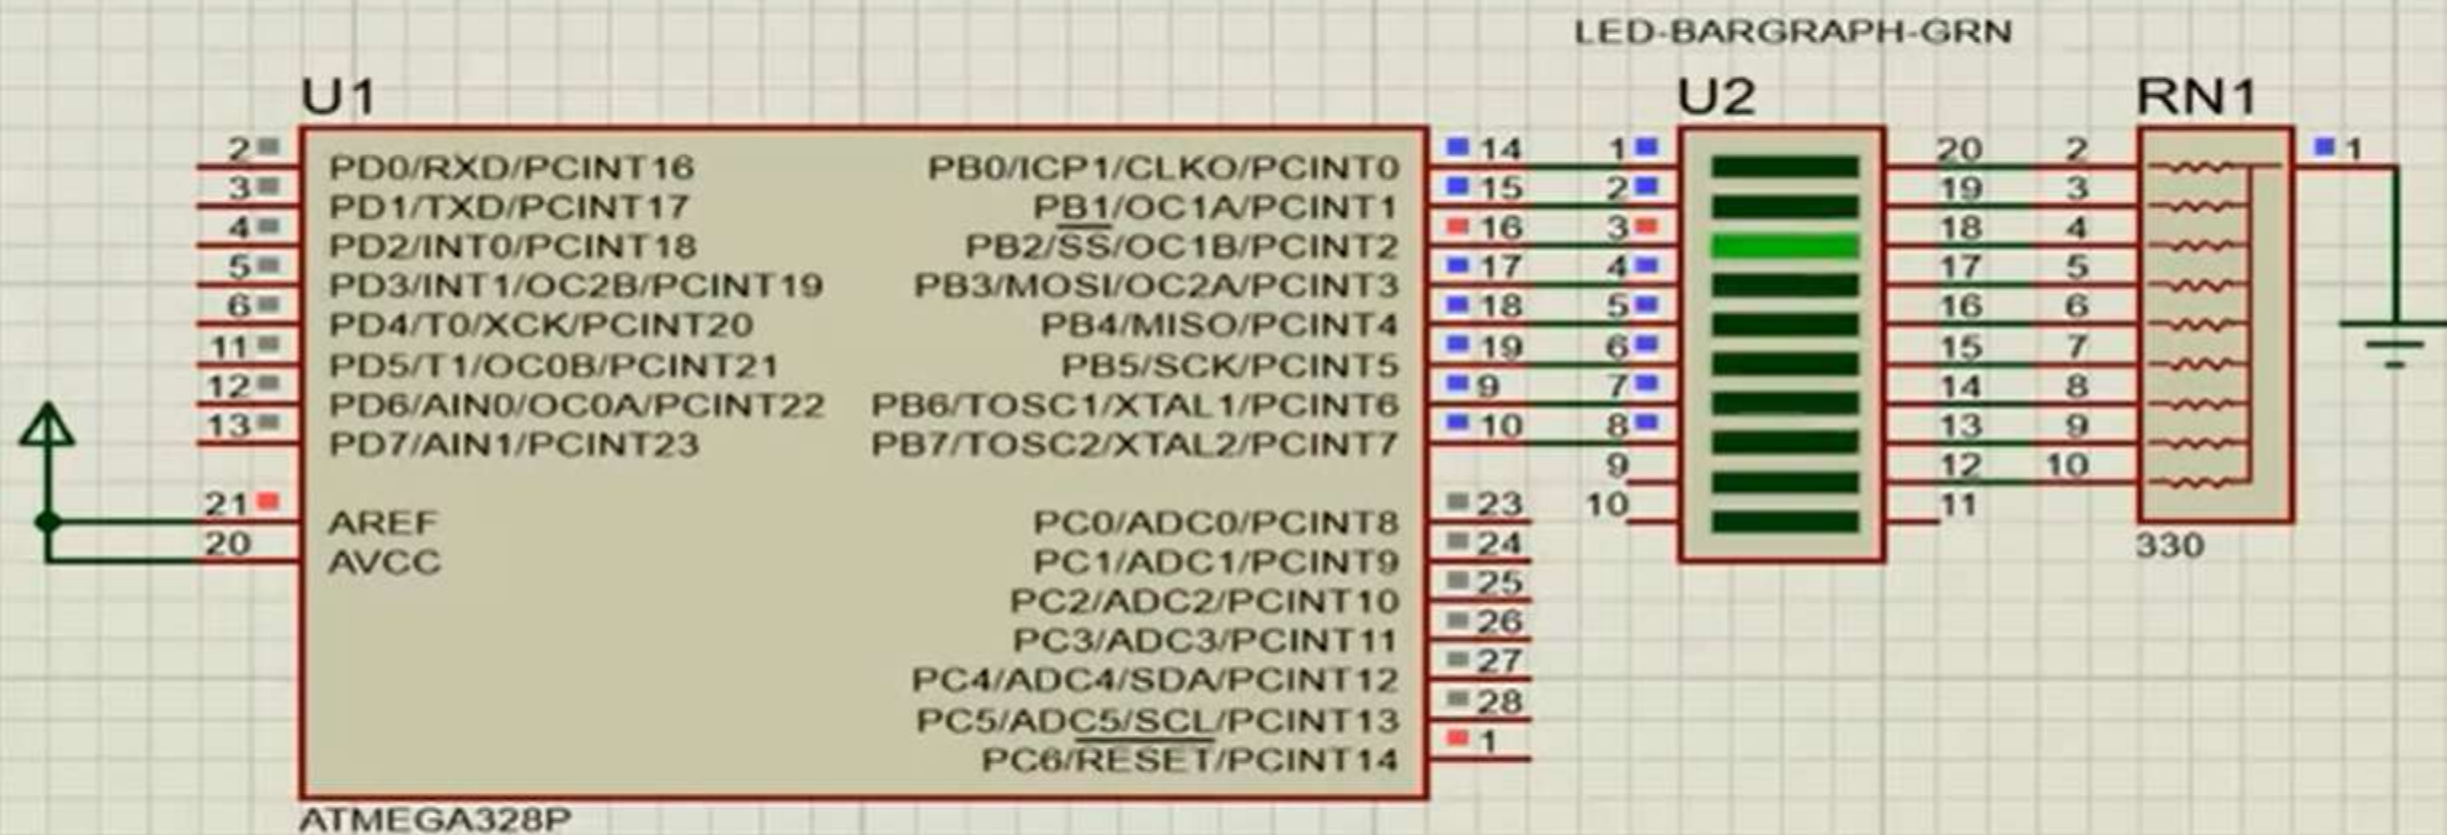 LED-BARGRAPH-GRN
U1
U2
RN1
2 PD0/RXD/PCINT16 PB0/ICP1/CLKO/PCINT0 14 1 20 2 1
3 PD1/TXD/PCINT17 PB1/OC1A/PCINT1 15 2 19 3
4 PD2/INT0/PCINT18 PB2/SS/OC1B/PCINT2 16 3 18 4
5 PD3/INT1/OC2B/PCINT19 PB3/MOSI/OC2A/PCINT3 17 4 17 5
6 PD4/T0/XCK/PCINT20 PB4/MISO/PCINT4 18 5 16 6
11 PD5/T1/OC0B/PCINT21 PB5/SCK/PCINT5 19 6 15 7
12 PD6/AIN0/OC0A/PCINT22 PB6/TOSC1/XTAL1/PCINT6 9 7 14 8
13 PD7/AIN1/PCINT23 PB7/TOSC2/XTAL2/PCINT7 10 8 13 9
9 12 10
21 AREF PC0/ADC0/PCINT8 23 10 11
20 AVCC PC1/ADC1/PCINT9 24 330
PC2/ADC2/PCINT10 25
PC3/ADC3/PCINT11 26
PC4/ADC4/SDA/PCINT12 27
PC5/ADC5/SCL/PCINT13 28
PC6/RESET/PCINT14 1
ATMEGA328P